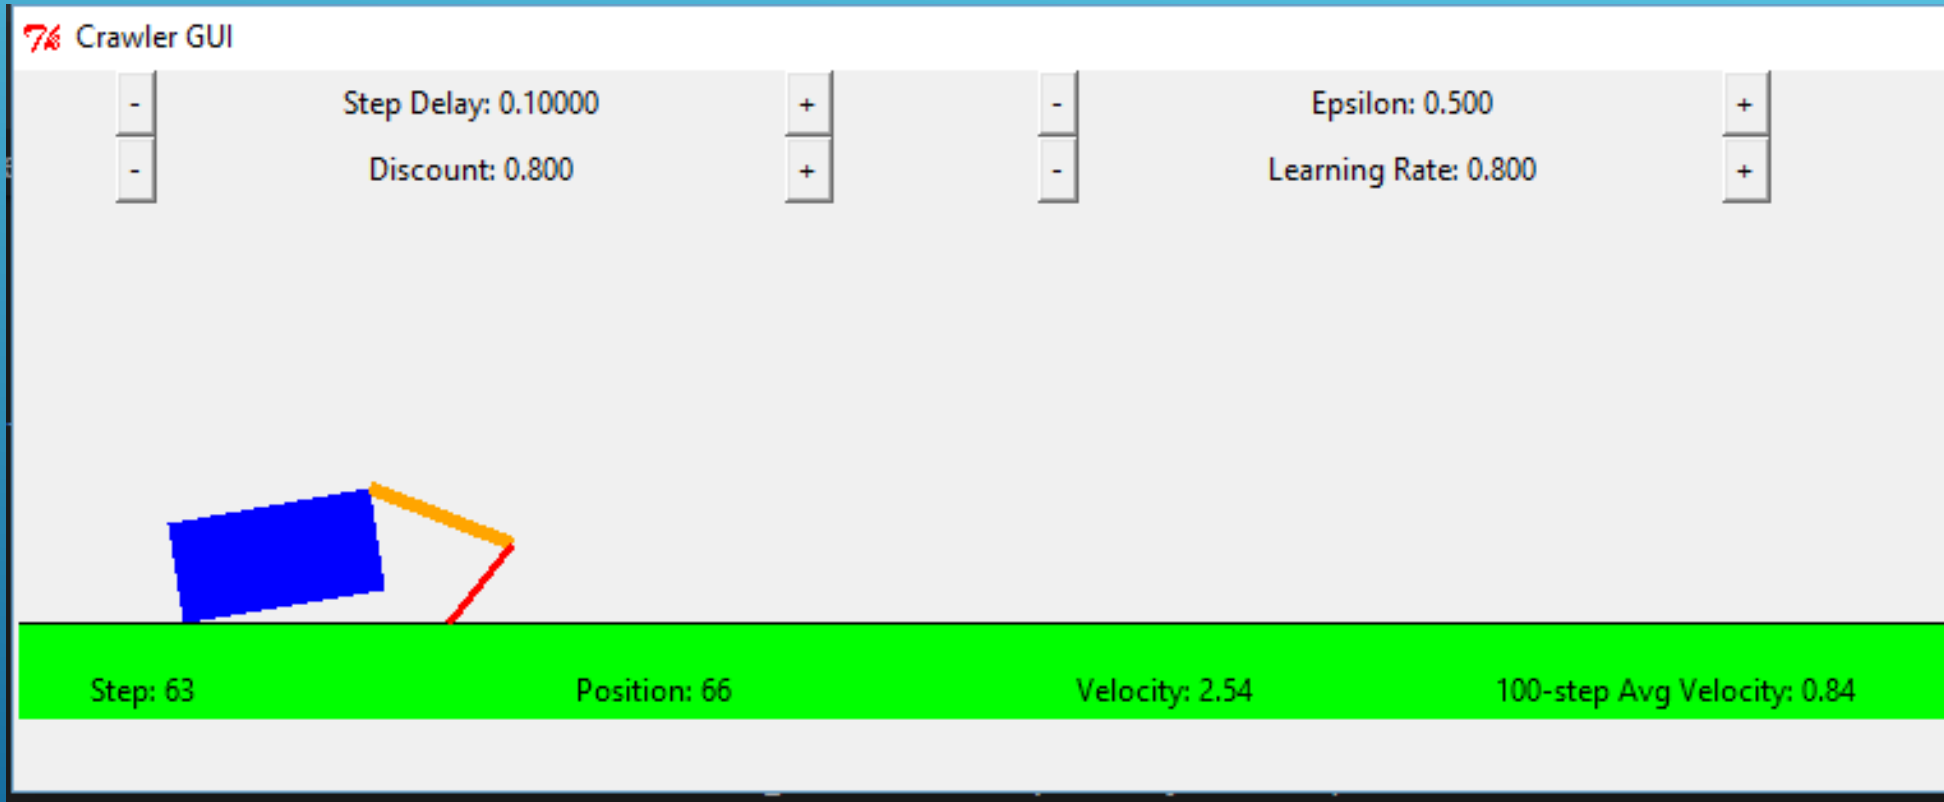 Crawler GUI
- Step Delay: 0.10000 + - Epsilon: 0.500 +
- Discount: 0.800 + - Learning Rate: 0.800 +
Step: 63 Position: 66 Velocity: 2.54 100-step Avg Velocity: 0.84